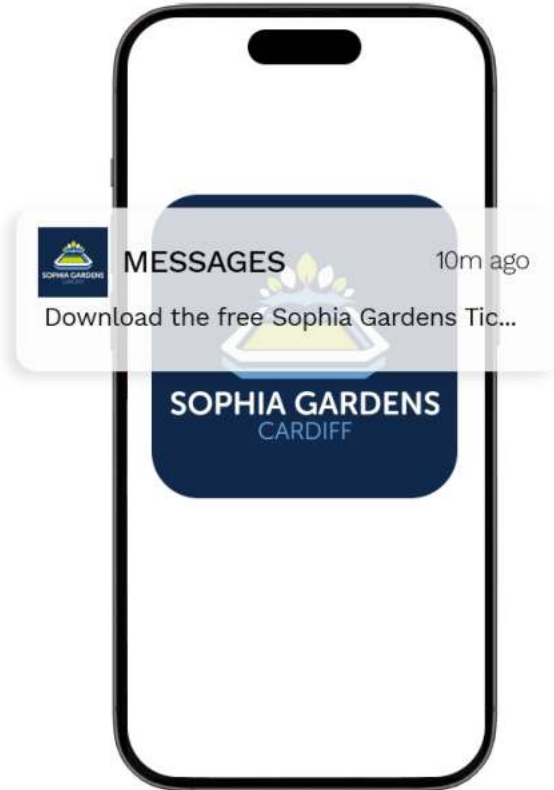 SOPHIA GARDENS
CARDIFF
MESSAGES 10m ago
Download the free Sophia Gardens Tic...
SOPHIA GARDENS
CARDIFF